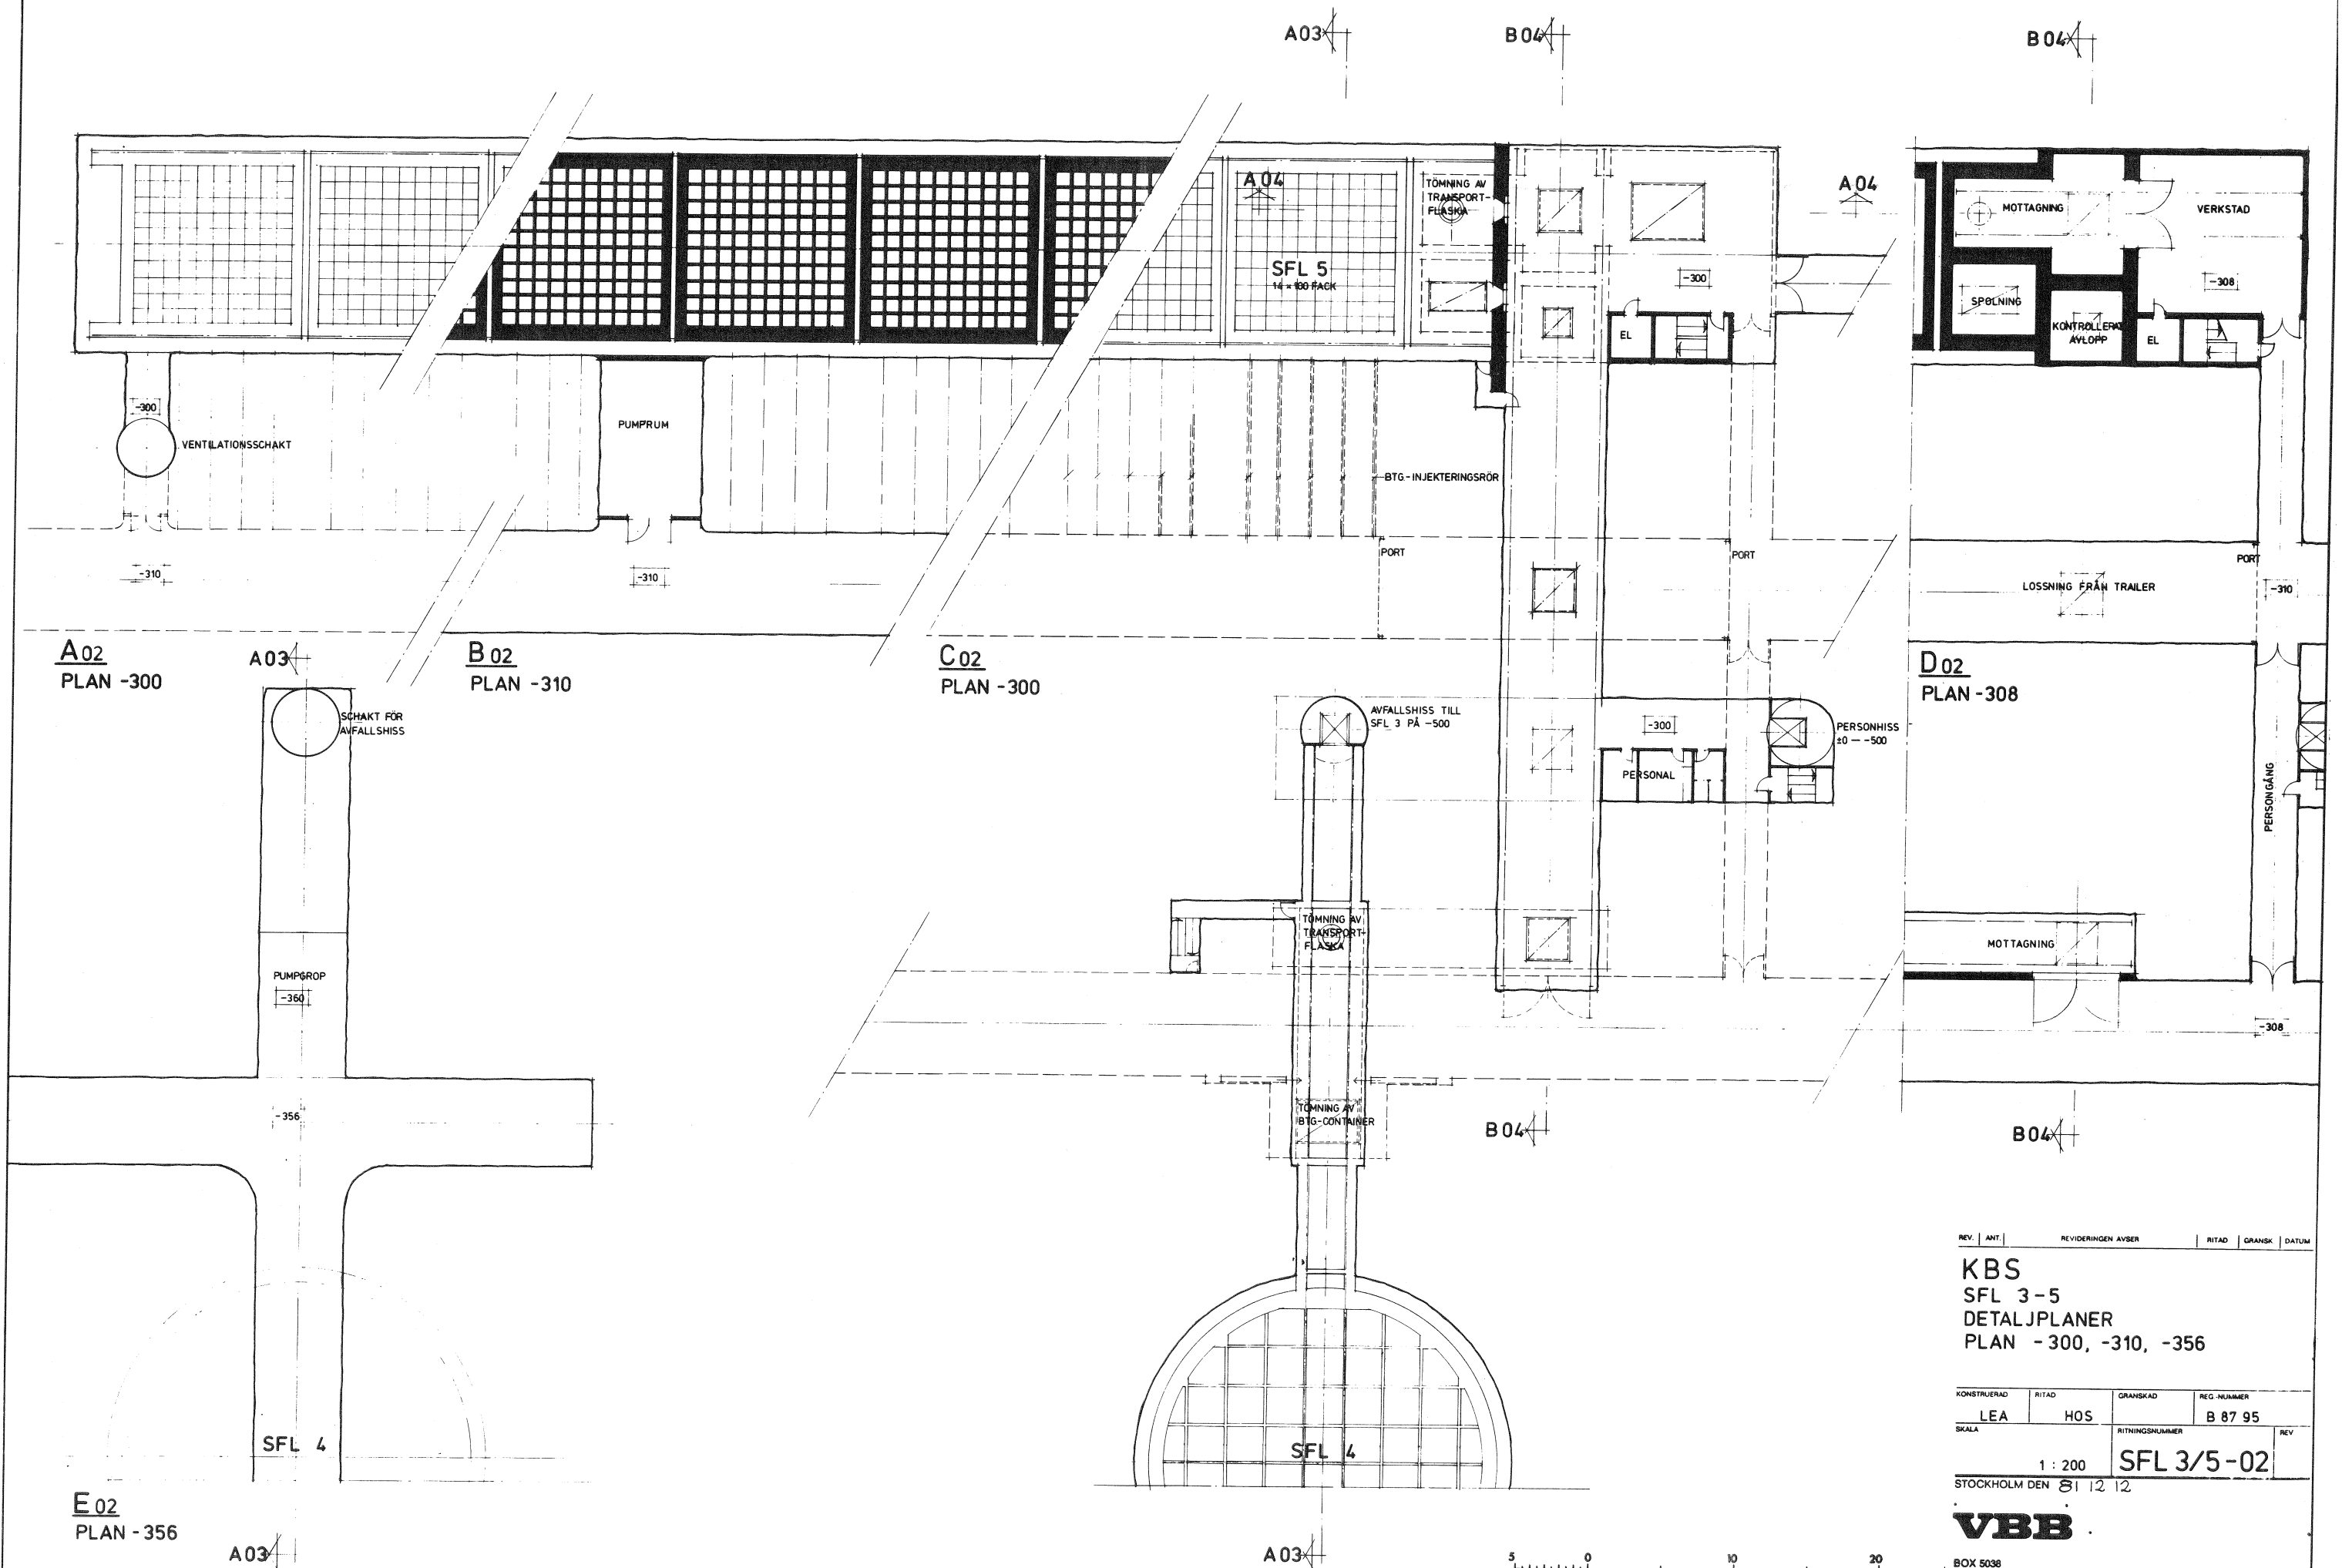 A03
B04
B04
A04
TÖMNING AV
TRANSPORT-
FLASKA
A04
MOTTAGNING
VERKSTAD
SFL 5
14 × 100 FACK
-300
-308
SPOLNING
EL
KONTROLLERAT
AVLOPP
EL
-300
VENTILATIONSSCHAKT
PUMPRUM
BTG-INJEKTERINGSRÖR
PORT
PORT
PORT
-310
-310
LOSSNING FRÅN TRAILER
-310
A 02
PLAN -300
A03
B 02
PLAN -310
C 02
PLAN -300
D 02
PLAN -308
SCHAKT FÖR
AVFALLSHISS
AVFALLSHISS TILL
SFL 3 PÅ -500
-300
PERSONHISS
±0 — -500
PERSONAL
PERSONGÅNG
TÖMNING AV
TRANSPORT-
FLASKA
MOTTAGNING
PUMPGROP
-360
-308
-356
TÖMNING AV
BTG-CONTAINER
B04
B04
SFL 4
SFL 4
E 02
PLAN -356
A03
A03
REV. ANT. REVIDERINGEN AVSER RITAD GRANSK DATUM
KBS
SFL 3-5
DETALJPLANER
PLAN -300, -310, -356
KONSTRUERAD RITAD GRANSKAD REG.-NUMMER
LEA HOS B 87 95
SKALA RITNINGSNUMMER REV
1 : 200 SFL 3/5-02
STOCKHOLM DEN 81 12 12
VBB
BOX 5038
5 0 10 20